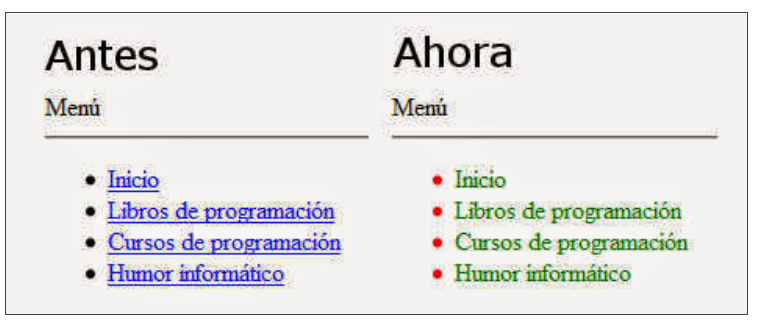 Antes
Menú
Inicio
Libros de programación
Cursos de programación
Humor informático
Ahora
Menú
Inicio
Libros de programación
Cursos de programación
Humor informático